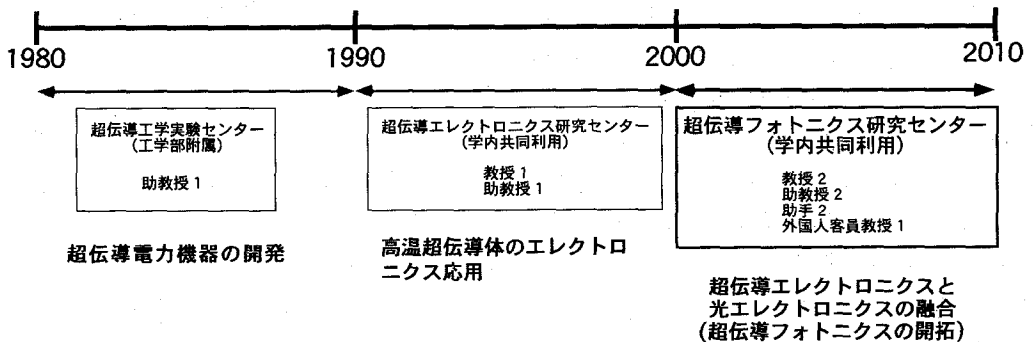 1980 1990 2000 2010
超伝導工学実験センター
(工学部附属)
助教授 1
超伝導電力機器の開発
超伝導エレクトロニクス研究センター
(学内共同利用)
教授 1
助教授 1
高温超伝導体のエレクトロ
ニクス応用
超伝導フォトニクス研究センター
(学内共同利用)
教授 2
助教授 2
助手 2
外国人客員教授 1
超伝導エレクトロニクスと
光エレクトロニクスの融合
(超伝導フォトニクスの開拓)